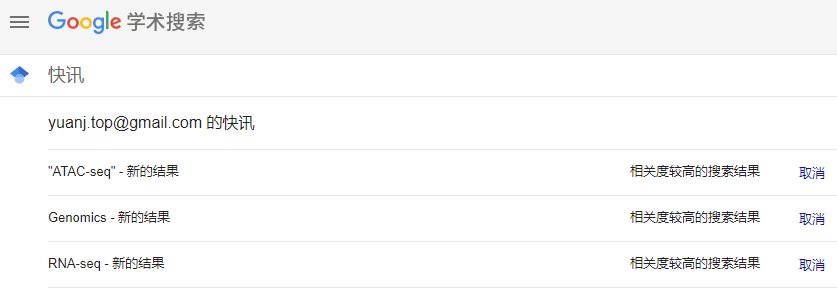 Google 学术搜索
快讯
yuanj.top@gmail.com 的快讯
"ATAC-seq" - 新的结果 相关度较高的搜索结果 取消
Genomics - 新的结果 相关度较高的搜索结果 取消
RNA-seq - 新的结果 相关度较高的搜索结果 取消